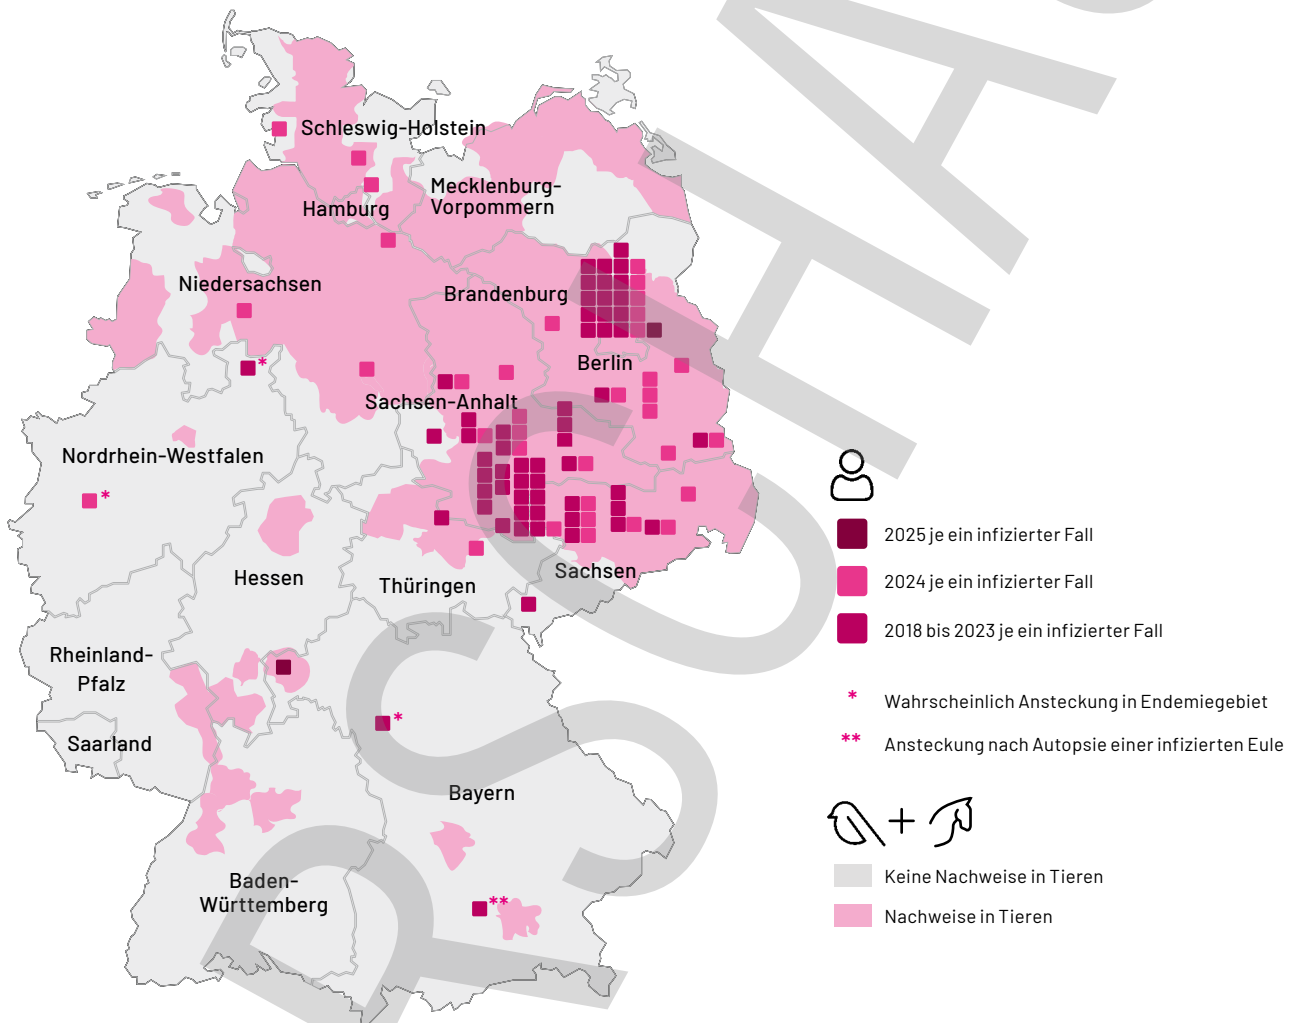 Schleswig-Holstein
Mecklenburg-
Vorpommern
Hamburg
Niedersachsen
Brandenburg
Berlin
Sachsen-Anhalt
Nordrhein-Westfalen
*
*
Hessen
Thüringen
Sachsen
Rheinland-
Pfalz
Saarland
*
Bayern
Baden-
Württemberg
**
2025 je ein infizierter Fall
2024 je ein infizierter Fall
2018 bis 2023 je ein infizierter Fall
* Wahrscheinlich Ansteckung in Endemiegebiet
** Ansteckung nach Autopsie einer infizierten Eule
+
Keine Nachweise in Tieren
Nachweise in Tieren